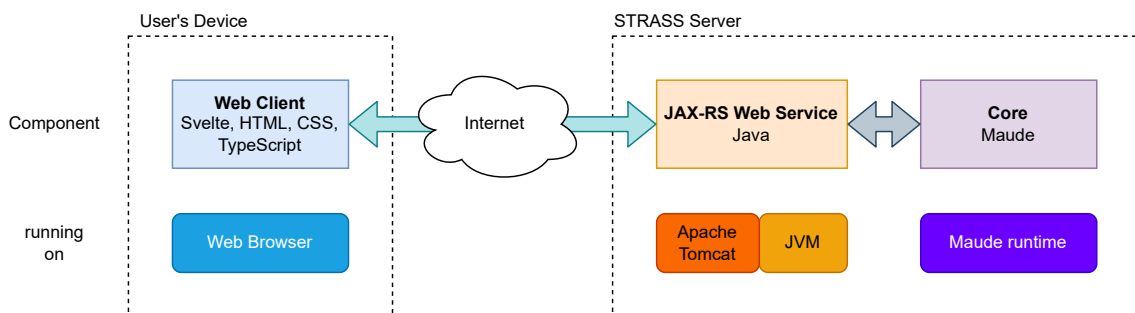 User's Device
STRASS Server
Component
Web Client
Svelte, HTML, CSS,
TypeScript
Internet
JAX-RS Web Service
Java
Core
Maude
running
on
Web Browser
Apache
Tomcat
JVM
Maude runtime